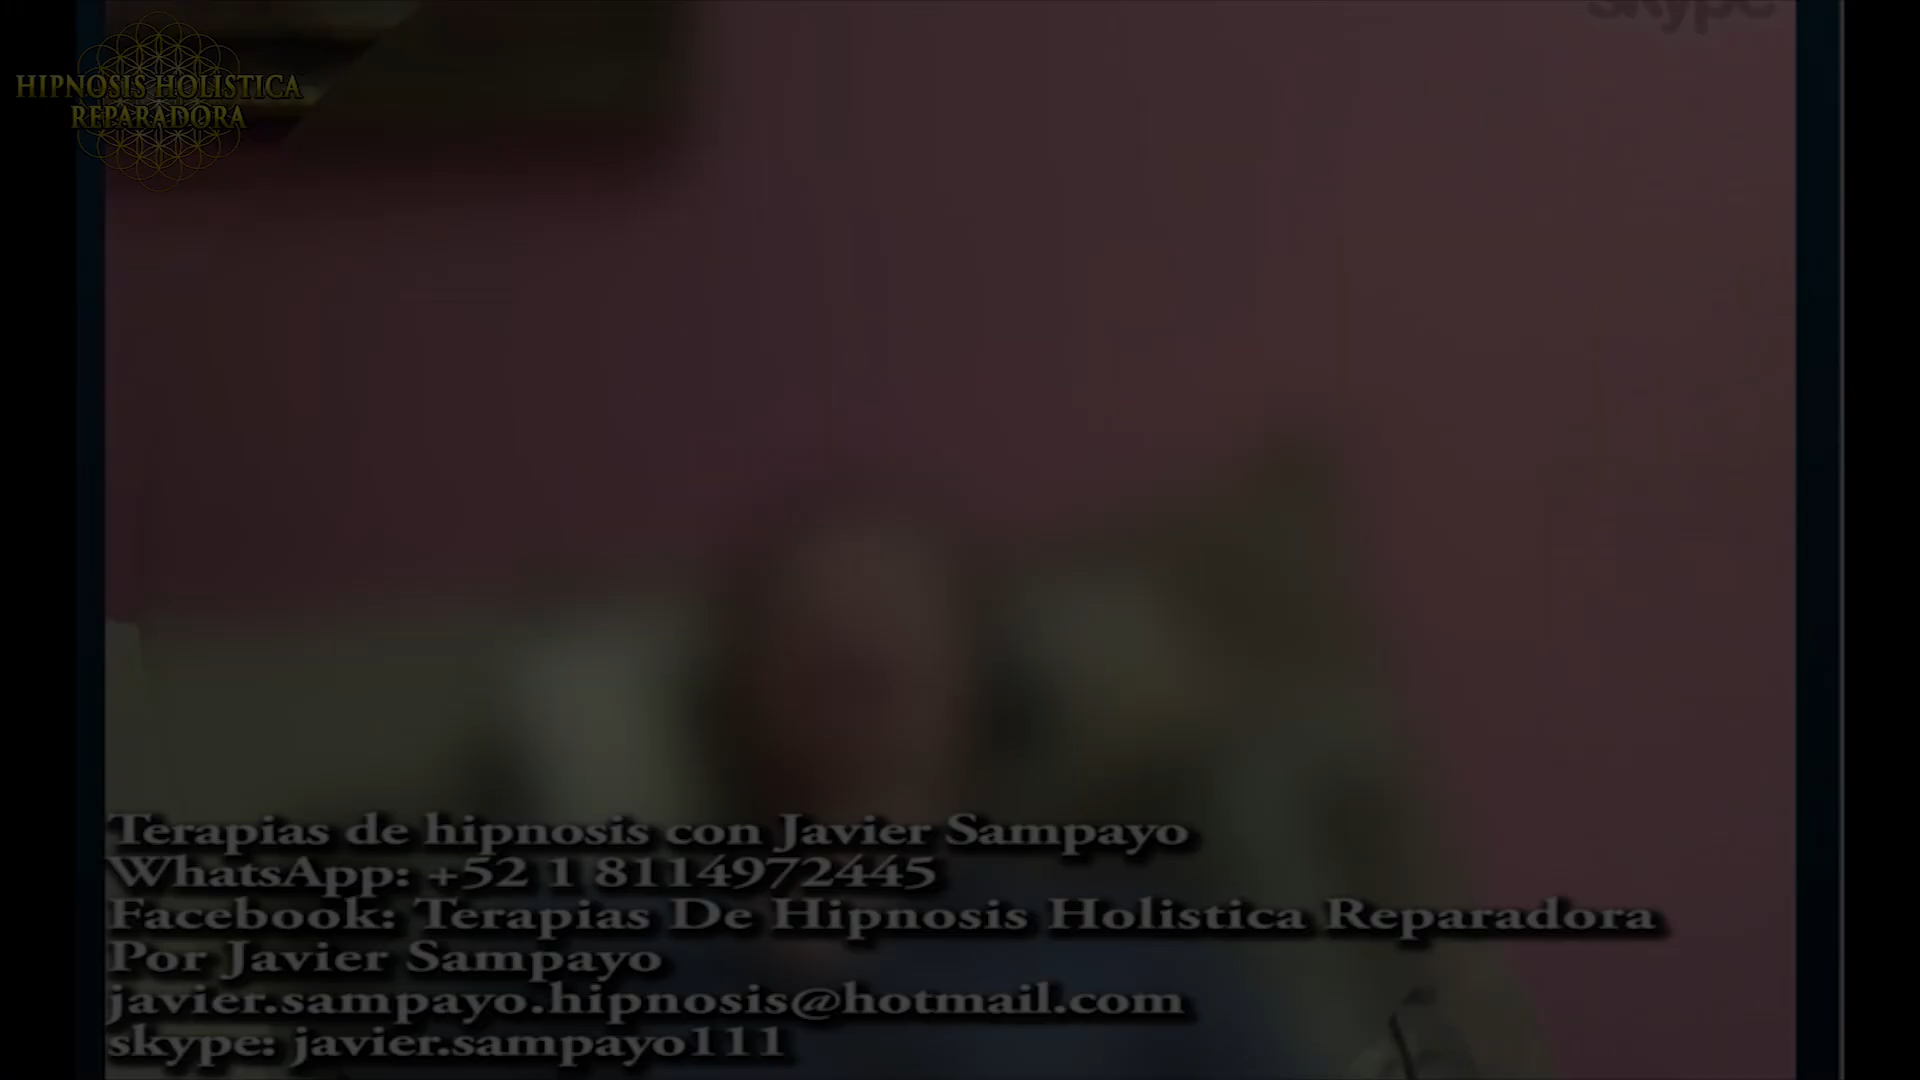 skype
HIPNOSIS HOLISTICA
REPARADORA
Terapias de hipnosis con Javier Sampayo
WhatsApp: +52 1 8114972445
Facebook: Terapias De Hipnosis Holistica Reparadora
Por Javier Sampayo
javier.sampayo.hipnosis@hotmail.com
skype: javier.sampayo111